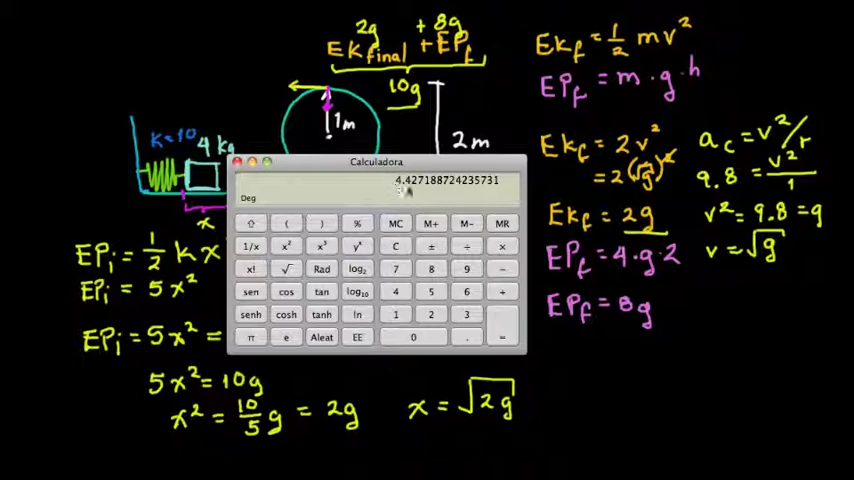 2g + 8g
EK final + EPf
10g
1m
2m
K=10
4 kg
x
EPi = 1/2 k x
EPi = 5x²
EPi = 5x² =
5x² = 10g
x² = 10/5 g = 2g
x = √2g
EKf = 1/2 mv²
EPf = m·g·h
EKf = 2v²
= 2(√g)²
EKf = 2g
EPf = 4·g·2
EPf = 8g
ac = v²/r
9.8 = v²/1
v² = 9.8 = g
v = √g
Calculadora
4.427188724235731
Deg
( ) % MC M+ M− MR
1/x x² x³ yˣ C ± ÷ ×
x! √ Rad log₂ 7 8 9 −
sen cos tan log₁₀ 4 5 6 +
senh cosh tanh ln 1 2 3
π e Aleat EE 0 . =